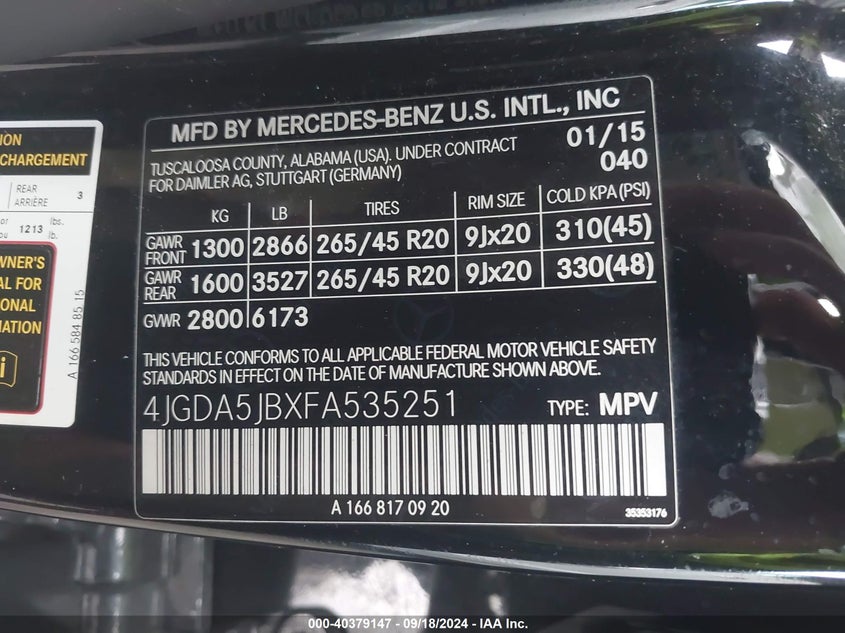 ION
CHARGEMENT
REAR
ARRIÈRE
3
or
ou
1213
lbs.
lb.
WNER'S
AL FOR
IONAL
MATION
i
A 166 584 85 15
MFD BY MERCEDES-BENZ U.S. INTL., INC
TUSCALOOSA COUNTY, ALABAMA (USA). UNDER CONTRACT
FOR DAIMLER AG, STUTTGART (GERMANY)
01/15
040
KG LB TIRES RIM SIZE COLD KPA(PSI)
GAWR FRONT 1300 2866 265/45 R20 9Jx20 310(45)
GAWR REAR 1600 3527 265/45 R20 9Jx20 330(48)
GVWR 2800 6173
THIS VEHICLE CONFORMS TO ALL APPLICABLE FEDERAL MOTOR VEHICLE SAFETY
STANDARDS IN EFFECT ON THE DATE OF MANUFACTURE SHOWN ABOVE.
4JGDA5JBXFA535251 TYPE: MPV
A 166 817 09 20
35353176
000-40379147 - 09/18/2024 - IAA Inc.